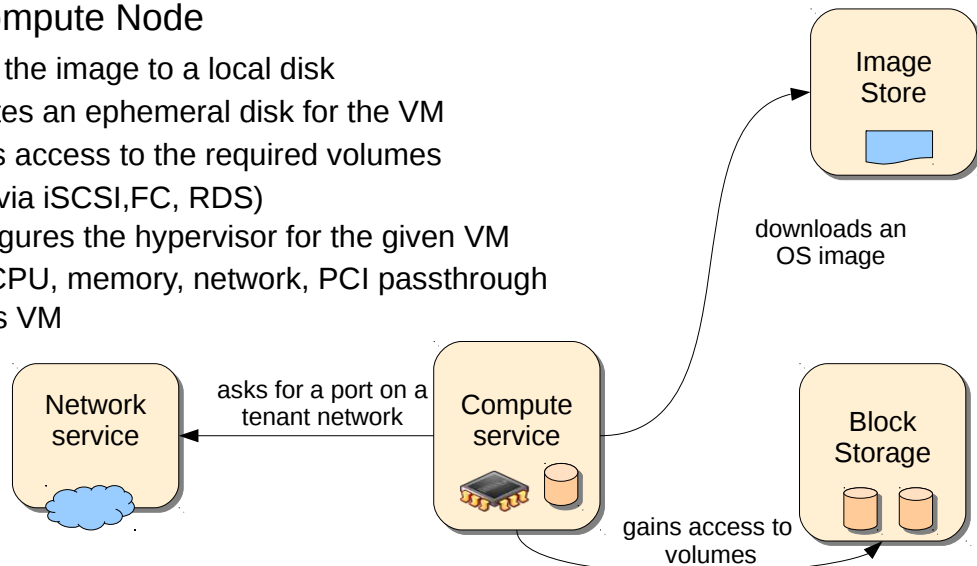 ompute Node
the image to a local disk
tes an ephemeral disk for the VM
s access to the required volumes
via iSCSI,FC, RDS)
gures the hypervisor for the given VM
CPU, memory, network, PCI passthrough
s VM
Image
Store
downloads an
OS image
Network
service
asks for a port on a
tenant network
Compute
service
Block
Storage
gains access to
volumes